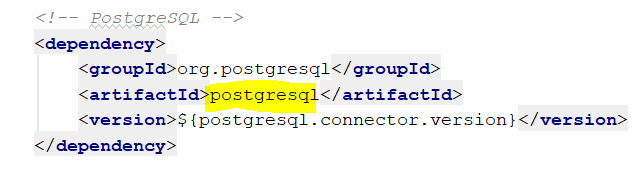 <!-- PostgreSQL -->
<dependency>
<groupId>org.postgresql</groupId>
<artifactId>postgresql</artifactId>
<version>${postgresql.connector.version}</version>
</dependency>